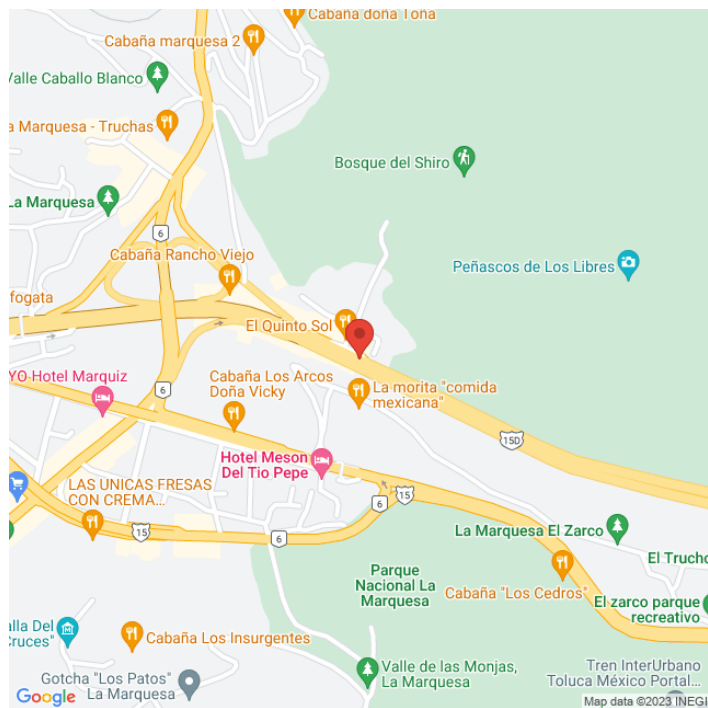 Cabaña doña Toña
Cabaña marquesa 2
Valle Caballo Blanco
a Marquesa - Truchas
Bosque del Shiro
La Marquesa
6
Cabaña Rancho Viejo
Peñascos de Los Libres
fogata
El Quinto Sol
YO Hotel Marquiz
Cabaña Los Arcos
Doña Vicky
La morita "comida
mexicana"
6
15D
Hotel Meson
Del Tio Pepe
LAS UNICAS FRESAS
CON CREMA...
6
15
15
6
La Marquesa El Zarco
El Trucho
Parque
Nacional La
Marquesa
Cabaña "Los Cedros"
El zarco parque
recreativo
alla Del
Cruces"
Cabaña Los Insurgentes
Gotcha "Los Patos"
La Marquesa
Valle de las Monjas,
La Marquesa
Tren InterUrbano
Toluca México Portal...
Google
Map data ©2023 INEGI